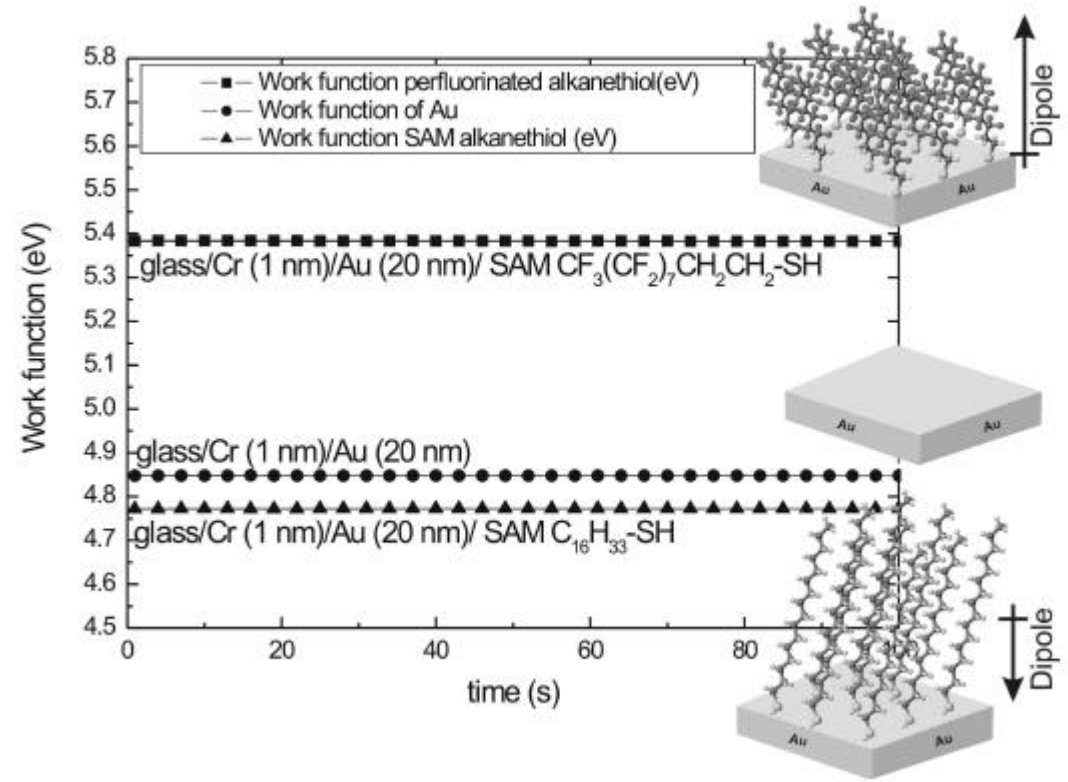 5.8
5.7
5.6
5.5
5.4
5.3
5.2
5.1
5.0
4.9
4.8
4.7
4.6
4.5
Work function (eV)
Work function perfluorinated alkanethiol(eV)
Work function of Au
Work function SAM alkanethiol (eV)
glass/Cr (1 nm)/Au (20 nm)/ SAM CF₃(CF₂)₇CH₂CH₂-SH
glass/Cr (1 nm)/Au (20 nm)
glass/Cr (1 nm)/Au (20 nm)/ SAM C₁₆H₃₃-SH
0 20 40 60 80
time (s)
Au Au
Dipole
Au Au
Au Au
Dipole